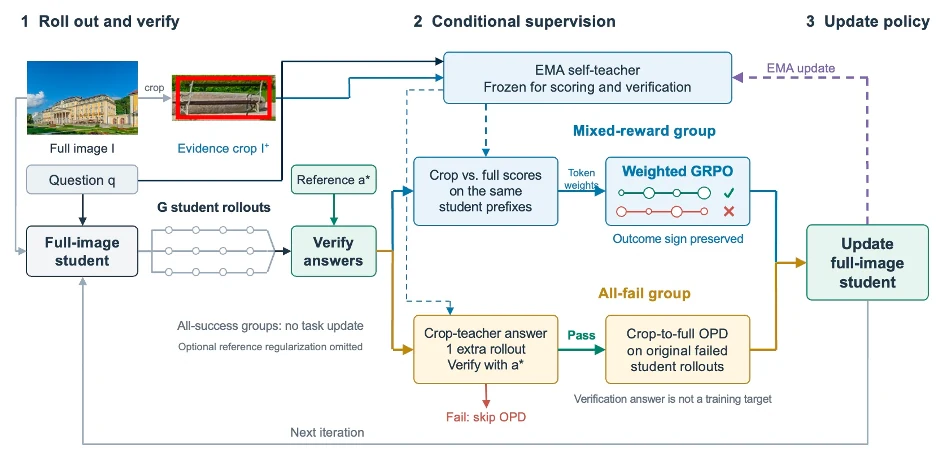 1 Roll out and verify
2 Conditional supervision
3 Update policy
crop
Full image I
Evidence crop I⁺
Question q
Reference a*
G student rollouts
Full-image
student
Verify
answers
All-success groups: no task update
Optional reference regularization omitted
EMA self-teacher
Frozen for scoring and verification
EMA update
Mixed-reward group
Crop vs. full scores
on the same
student prefixes
Token
weights
Weighted GRPO
Outcome sign preserved
All-fail group
Crop-teacher answer
1 extra rollout
Verify with a*
Pass
Crop-to-full OPD
on original failed
student rollouts
Verification answer is not a training target
Fail: skip OPD
Update
full-image
student
Next iteration